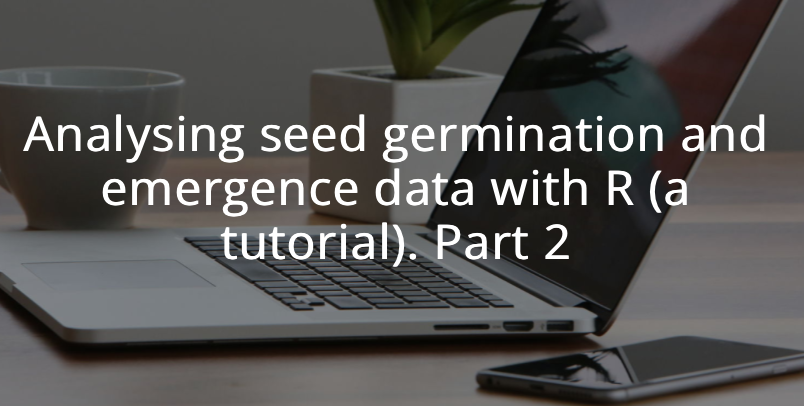 Analysing seed germination and
emergence data with R (a
tutorial). Part 2